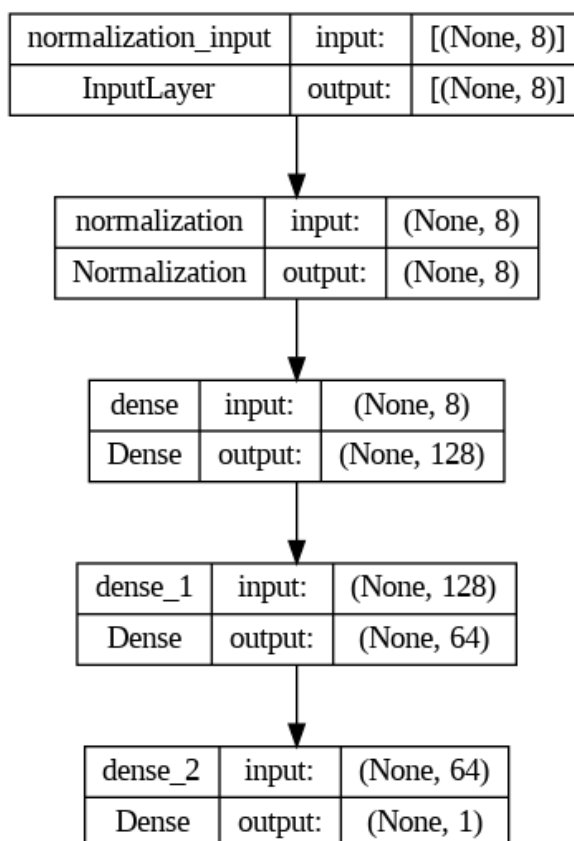 normalization_input input: [(None, 8)]
InputLayer output: [(None, 8)]
normalization input: (None, 8)
Normalization output: (None, 8)
dense input: (None, 8)
Dense output: (None, 128)
dense_1 input: (None, 128)
Dense output: (None, 64)
dense_2 input: (None, 64)
Dense output: (None, 1)